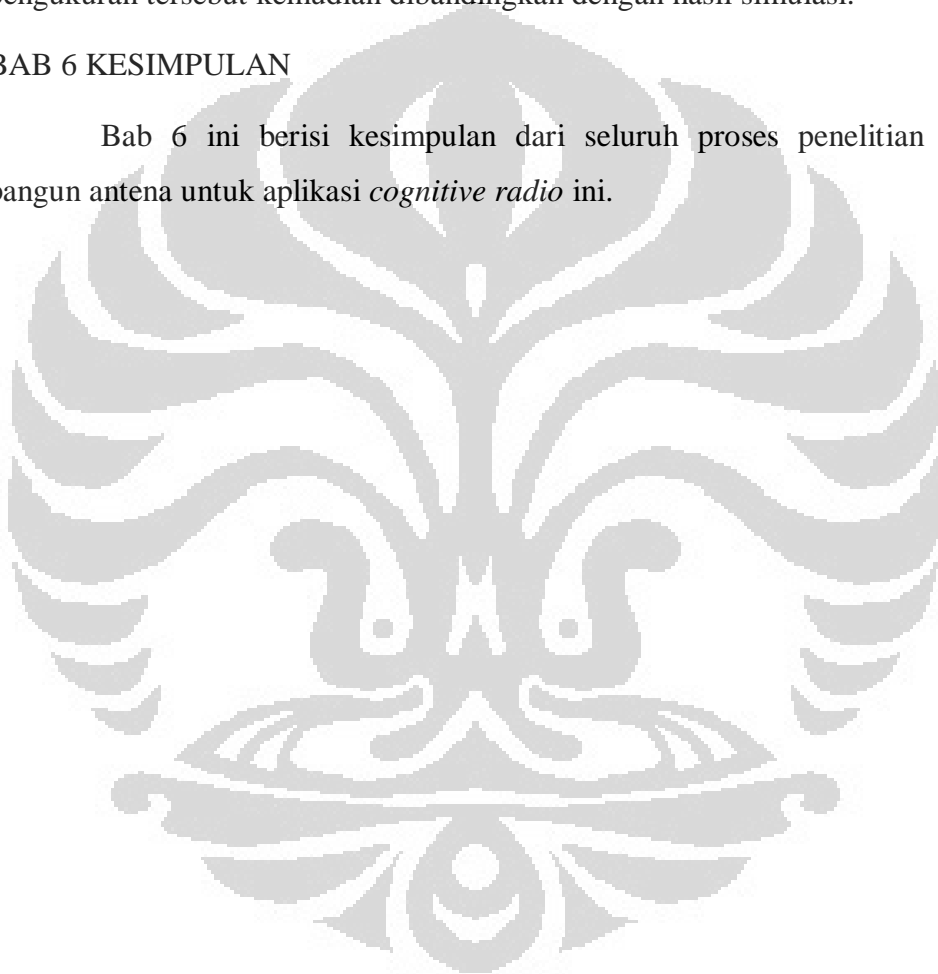 pengukuran tersebut kemudian dibandingkan dengan hasil simulasi.
BAB 6 KESIMPULAN
Bab 6 ini berisi kesimpulan dari seluruh proses penelitian
bangun antena untuk aplikasi cognitive radio ini.